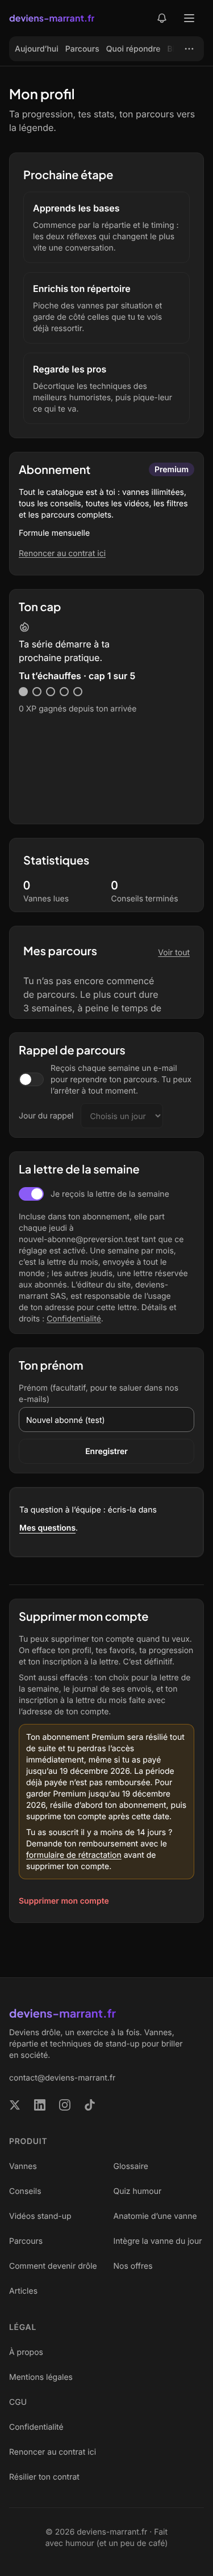 deviens-marrant.fr
Aujourd'hui Parcours Quoi répondre
Mon profil
Ta progression, tes stats, ton parcours vers
la légende.
Prochaine étape
Apprends les bases
Commence par la répartie et le timing :
les deux réflexes qui changent le plus
vite une conversation.
Enrichis ton répertoire
Pioche des vannes par situation et
garde de côté celles que tu te vois
déjà ressortir.
Regarde les pros
Décortique les techniques des
meilleurs humoristes, puis pique-leur
ce qui va.
Abonnement Premium
Tout le catalogue est à toi : vannes illimitées,
tous les conseils, toutes les vidéos, les filtres
et les parcours complets.
Formule mensuelle
Renoncer au contrat ici
Ton cap
Ta série démarre à ta
prochaine pratique.
Tu t'échauffes · cap 1 sur 5
0 XP gagnés depuis ton arrivée
Statistiques
0 0
Vannes lues Conseils terminés
Mes parcours Voir tout
Tu n'as pas encore commencé
de parcours. Le plus court dure
3 semaines, à peine le temps de
Rappel de parcours
Reçois chaque semaine un e-mail
pour reprendre ton parcours. Tu peux
l'arrêter à tout moment.
Jour du rappel Choisis un jour
La lettre de la semaine
Je reçois la lettre de la semaine
Incluse dans ton abonnement, elle part
chaque jeudi à
nouvel-abonne@preversion.test tant que ce
réglage est activé. Une semaine par mois,
c'est la lettre du mois, envoyée à tout le
monde ; les autres jeudis, une lettre réservée
aux abonnés. L'éditeur du site, deviens-
marrant SAS, est responsable de l'usage
de ton adresse pour cette lettre. Détails et
droits : Confidentialité.
Ton prénom
Prénom (facultatif, pour te saluer dans nos
e-mails)
Nouvel abonné (test)
Enregistrer
Ta question à l'équipe : écris-la dans
Mes questions.
Supprimer mon compte
Tu peux supprimer ton compte quand tu veux.
On efface ton profil, tes favoris, ta progression
et ton inscription à la lettre. C'est définitif.
Sont aussi effacés : ton choix pour la lettre de
la semaine, le journal de ses envois, et ton
inscription à la lettre du mois faite avec
l'adresse de ton compte.
Ton abonnement Premium sera résilié tout
de suite et tu perdras l'accès
immédiatement, même si tu as payé
jusqu'au 19 décembre 2026. La période
déjà payée n'est pas remboursée. Pour
garder Premium jusqu'au 19 décembre
2026, résilie d'abord ton abonnement, puis
supprime ton compte après cette date.
Tu as souscrit il y a moins de 14 jours ?
Demande ton remboursement avec le
formulaire de rétractation avant de
supprimer ton compte.
Supprimer mon compte
deviens-marrant.fr
Deviens drôle, un exercice à la fois. Vannes,
répartie et techniques de stand-up pour briller
en société.
contact@deviens-marrant.fr
PRODUIT
Vannes Glossaire
Conseils Quiz humour
Vidéos stand-up Anatomie d'une vanne
Parcours Intègre la vanne du jour
Comment devenir drôle Nos offres
Articles
LÉGAL
À propos
Mentions légales
CGU
Confidentialité
Renoncer au contrat ici
Résilier ton contrat
© 2026 deviens-marrant.fr · Fait
avec humour (et un peu de café)